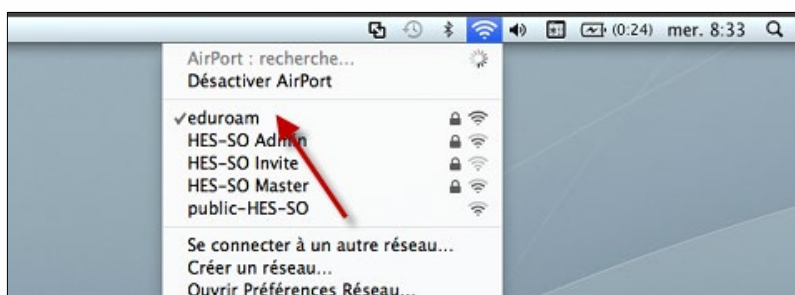 (0:24) mer. 8:33
AirPort : recherche...
Désactiver AirPort
✓eduroam
HES-SO Admin
HES-SO Invite
HES-SO Master
public-HES-SO
Se connecter à un autre réseau...
Créer un réseau...
Ouvrir Préférences Réseau...